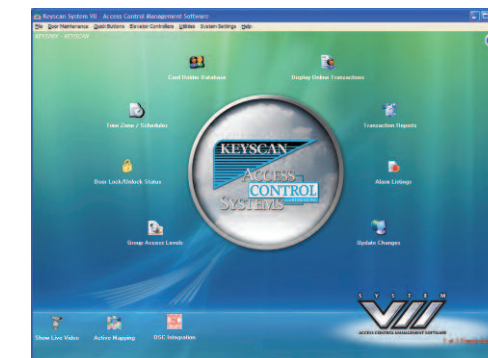 Keyscan System VII Access Control Management Software
File Door Maintenance Quick Buttons Elevator Controllers Utilities System Settings Help
KEYSTAFF - KEYSCAN
Card Holder Database
Display Online Transactions
Time Zone / Schedules
Transaction Reports
KEYSCAN
ACCESS
CONTROL
SYSTEMS
Door Lock/Unlock Status
Alarm Listings
Group Access Levels
Update Changes
SYSTEM
VII
ACCESS CONTROL MANAGEMENT SOFTWARE
Show Live Video
Active Mapping
DSC Integration